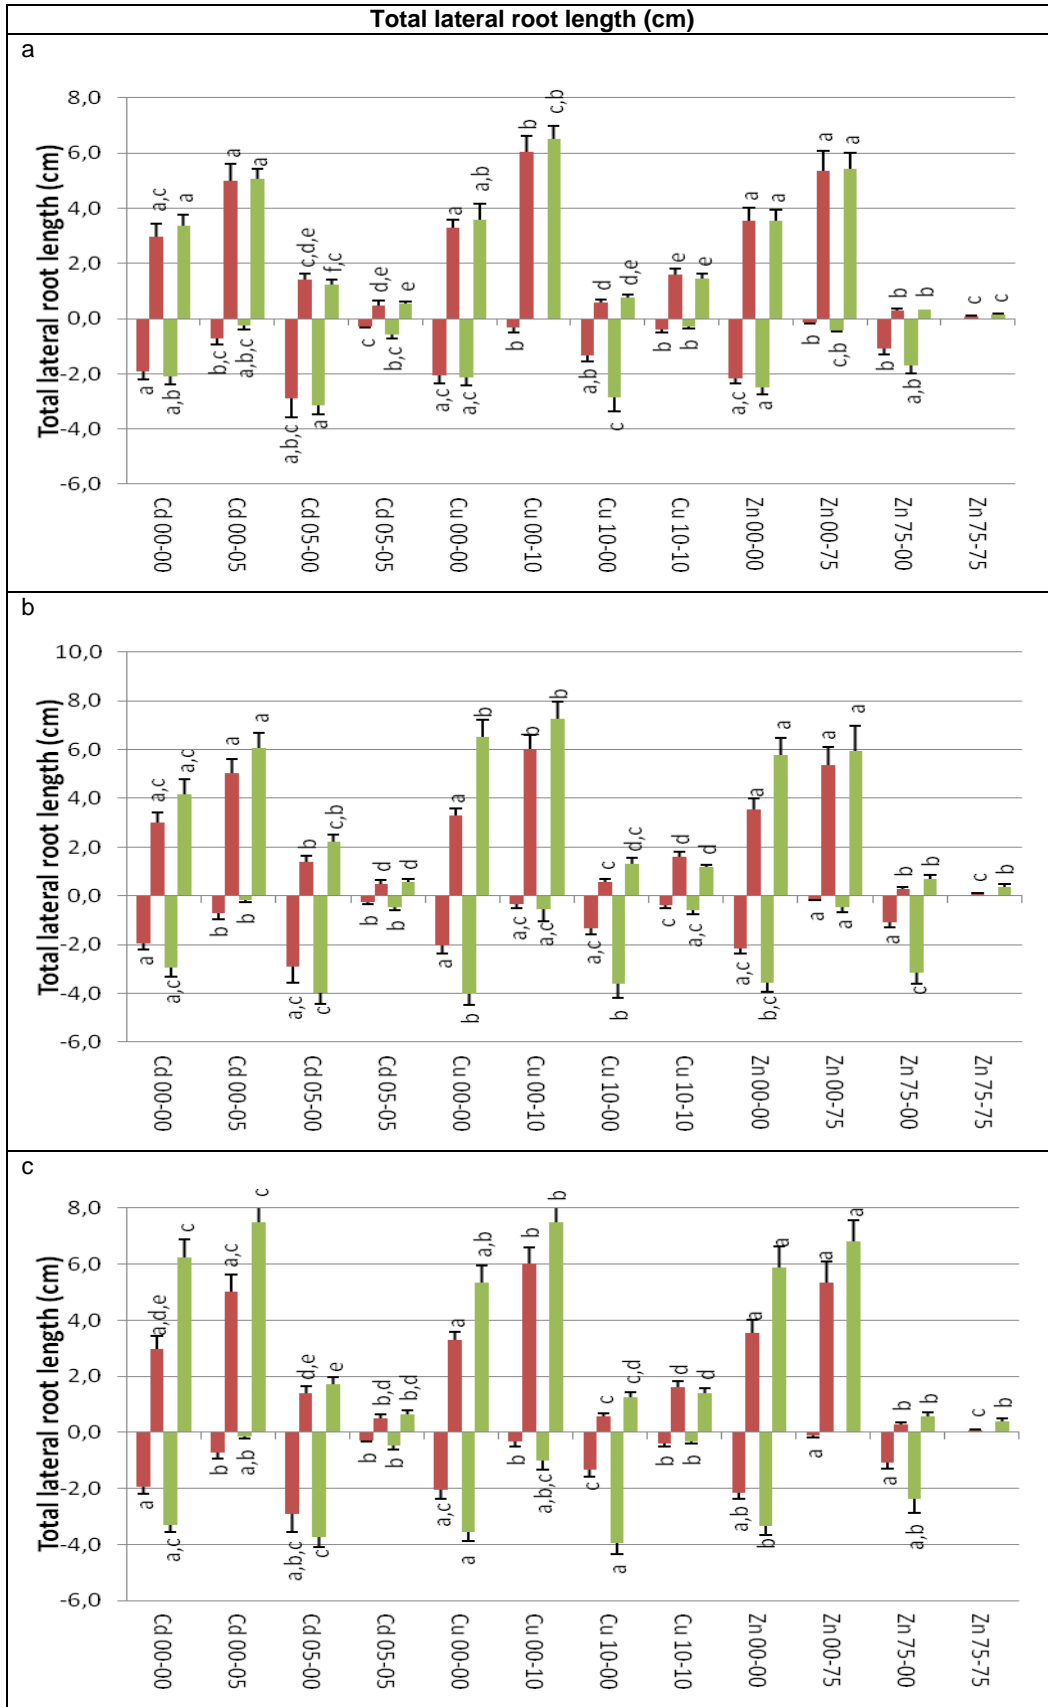 Total lateral root length (cm)
a
Total lateral root length (cm)
8,0
6,0
4,0
2,0
0,0
-2,0
-4,0
-6,0
a,c a a a c,d,e f,c d,e e a a,b b c,b d d,e e e a a a a b b c c
a a,b b,c a,b,c a,b,c a c b,c a,c a,c b a,b c b b a,c a b c,b b a,b
Cd 00-00 Cd 00-05 Cd 05-00 Cd 05-05 Cu 00-00 Cu 00-10 Cu 10-00 Cu 10-10 Zn 00-00 Zn 00-75 Zn 75-00 Zn 75-75
b
Total lateral root length (cm)
10,0
8,0
6,0
4,0
2,0
0,0
-2,0
-4,0
-6,0
a,c a,c a a b c,b d d a b b b c d,c d d a a a a b b c b
a a,c b b a,c c b b a b a,c a,c a,c b c a,c a,c b,c a a a c
Cd 00-00 Cd 00-05 Cd 05-00 Cd 05-05 Cu 00-00 Cu 00-10 Cu 10-00 Cu 10-10 Zn 00-00 Zn 00-75 Zn 75-00 Zn 75-75
c
Total lateral root length (cm)
8,0
6,0
4,0
2,0
0,0
-2,0
-4,0
-6,0
a,d,e c a,c c d,e e b,d b,d a a,b b b c c,d d d a a a a b b c b
a a,c b a,b a,b,c c b b a,c a b a,b,c c a b b a,b b a a a,b
Cd 00-00 Cd 00-05 Cd 05-00 Cd 05-05 Cu 00-00 Cu 00-10 Cu 10-00 Cu 10-10 Zn 00-00 Zn 00-75 Zn 75-00 Zn 75-75